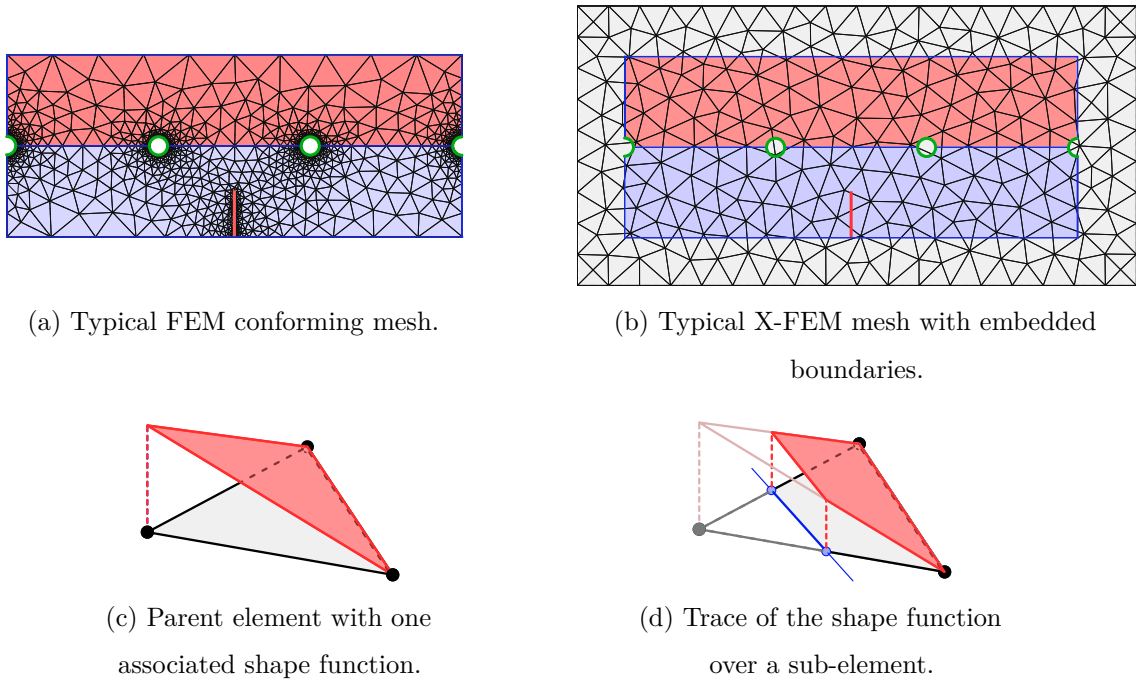 (a) Typical FEM conforming mesh.
(b) Typical X-FEM mesh with embedded
boundaries.
(c) Parent element with one
associated shape function.
(d) Trace of the shape function
over a sub-element.